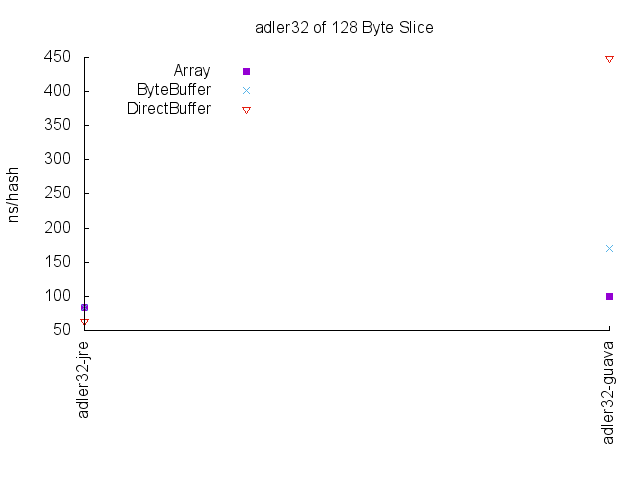 adler32 of 128 Byte Slice
450
400
350
300
250
200
150
100
50
ns/hash
Array
ByteBuffer
DirectBuffer
adler32-jre
adler32-guava